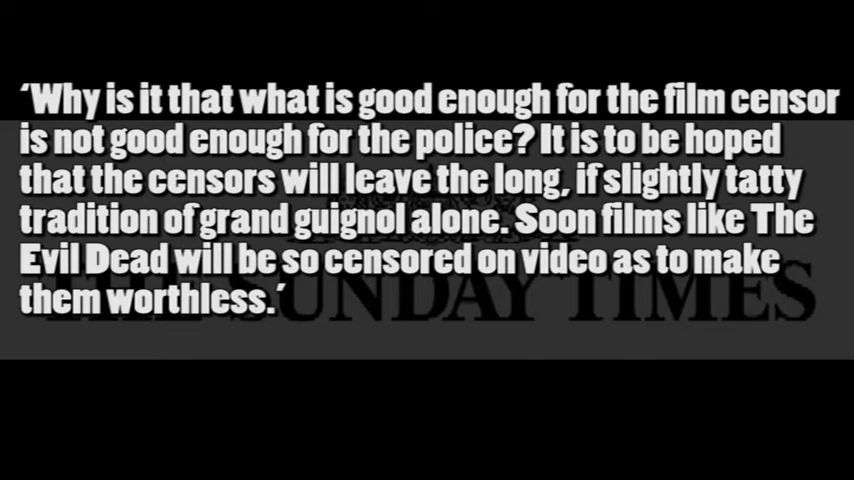 ‘Why is it that what is good enough for the film censor
is not good enough for the police? It is to be hoped
that the censors will leave the long, if slightly tatty
tradition of grand guignol alone. Soon films like The
Evil Dead will be so censored on video as to make
them worthless.’
THE SUNDAY TIMES